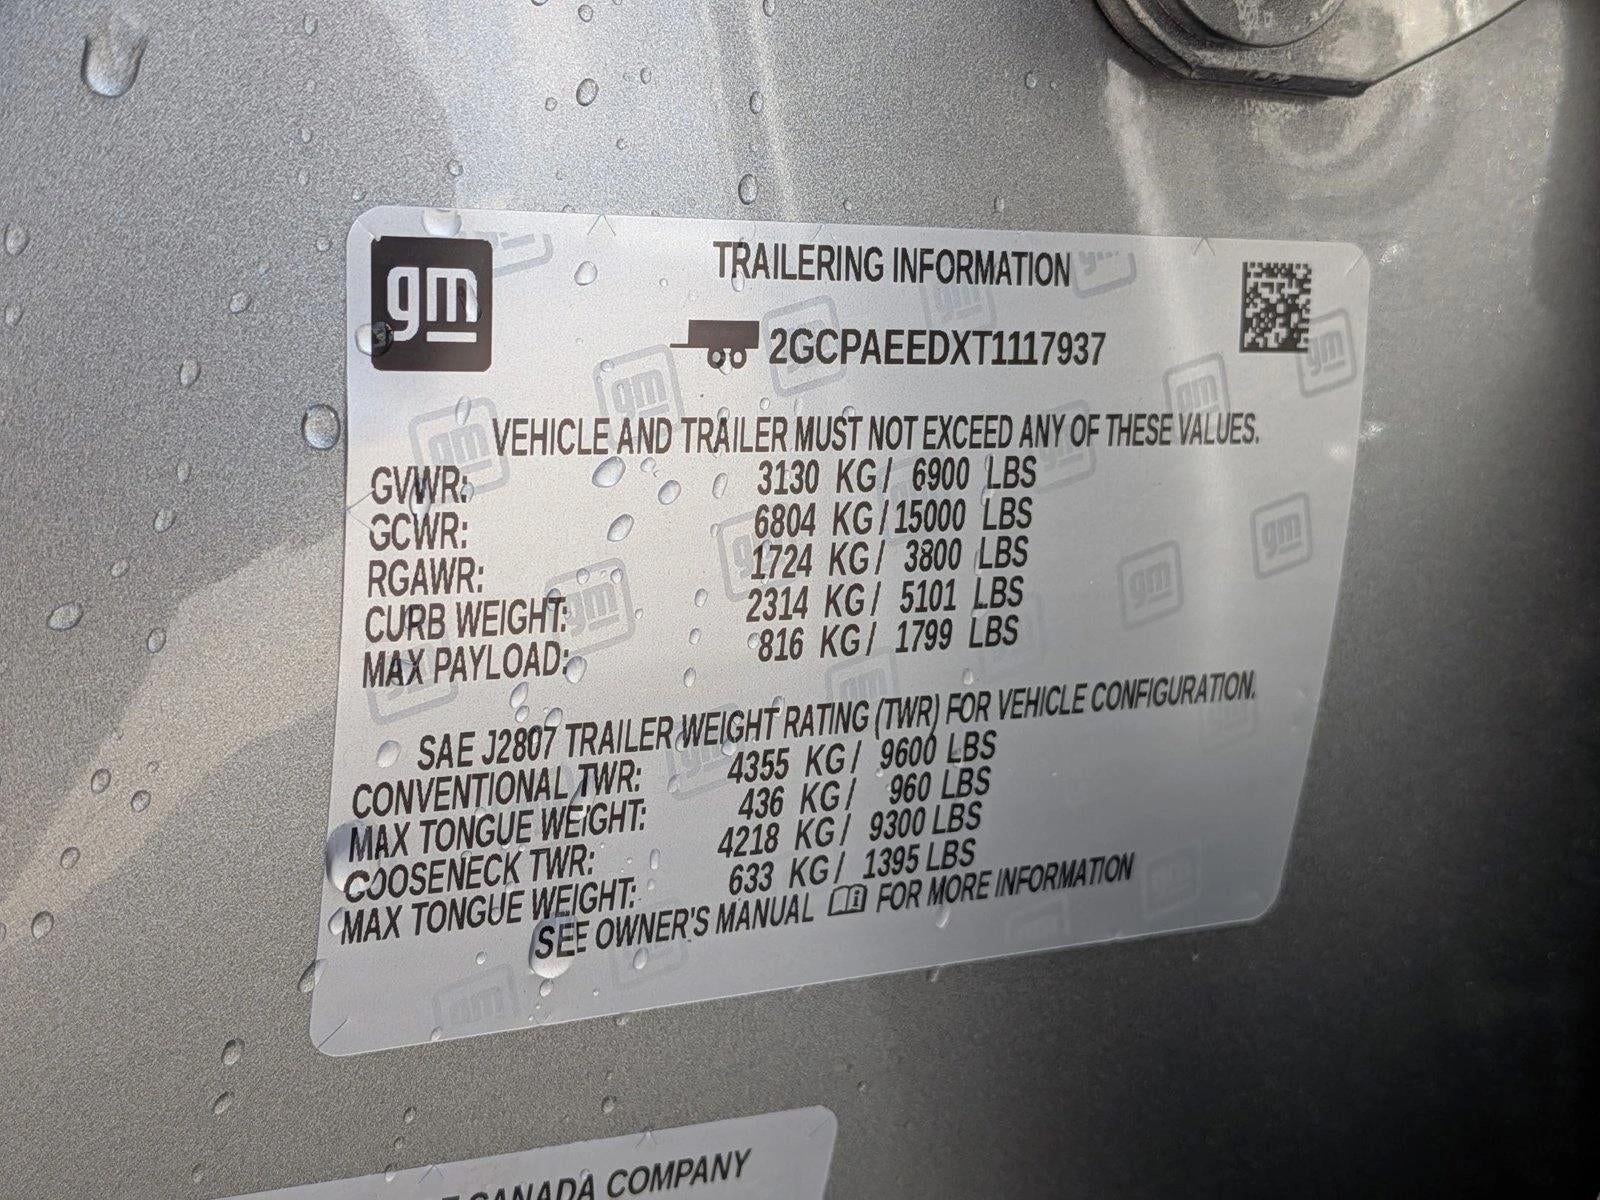 gm
TRAILERING INFORMATION
2GCPAEEDXT1117937
VEHICLE AND TRAILER MUST NOT EXCEED ANY OF THESE VALUES.
GVWR: 3130 KG / 6900 LBS
GCWR: 6804 KG / 15000 LBS
RGAWR: 1724 KG / 3800 LBS
CURB WEIGHT: 2314 KG / 5101 LBS
MAX PAYLOAD: 816 KG / 1799 LBS
SAE J2807 TRAILER WEIGHT RATING (TWR) FOR VEHICLE CONFIGURATION.
CONVENTIONAL TWR: 4355 KG / 9600 LBS
MAX TONGUE WEIGHT: 436 KG / 960 LBS
GOOSENECK TWR: 4218 KG / 9300 LBS
MAX TONGUE WEIGHT: 633 KG / 1395 LBS
SEE OWNER'S MANUAL FOR MORE INFORMATION
CANADA COMPANY